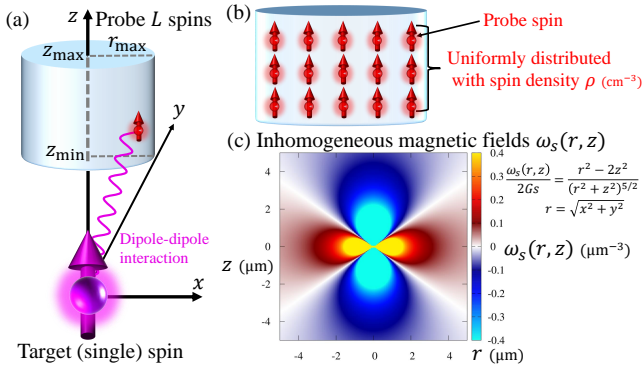 (a)
z Probe L spins
z_max r_max
z_min
y
Dipole-dipole
interaction
x
Target (single) spin
(b)
Probe spin
Uniformly distributed
with spin density ρ (cm⁻³)
(c) Inhomogeneous magnetic fields ω_s(r,z)
4
2
0
-2
-4
z (μm)
-4 -2 0 2 4
r (μm)
0.4
0.3
0.2
0.1
0
-0.1
-0.2
-0.3
-0.4
ω_s(r,z)/2Gs = r² − 2z²/(r² + z²)^5/2
r = √x² + y²
ω_s(r,z) (μm⁻³)